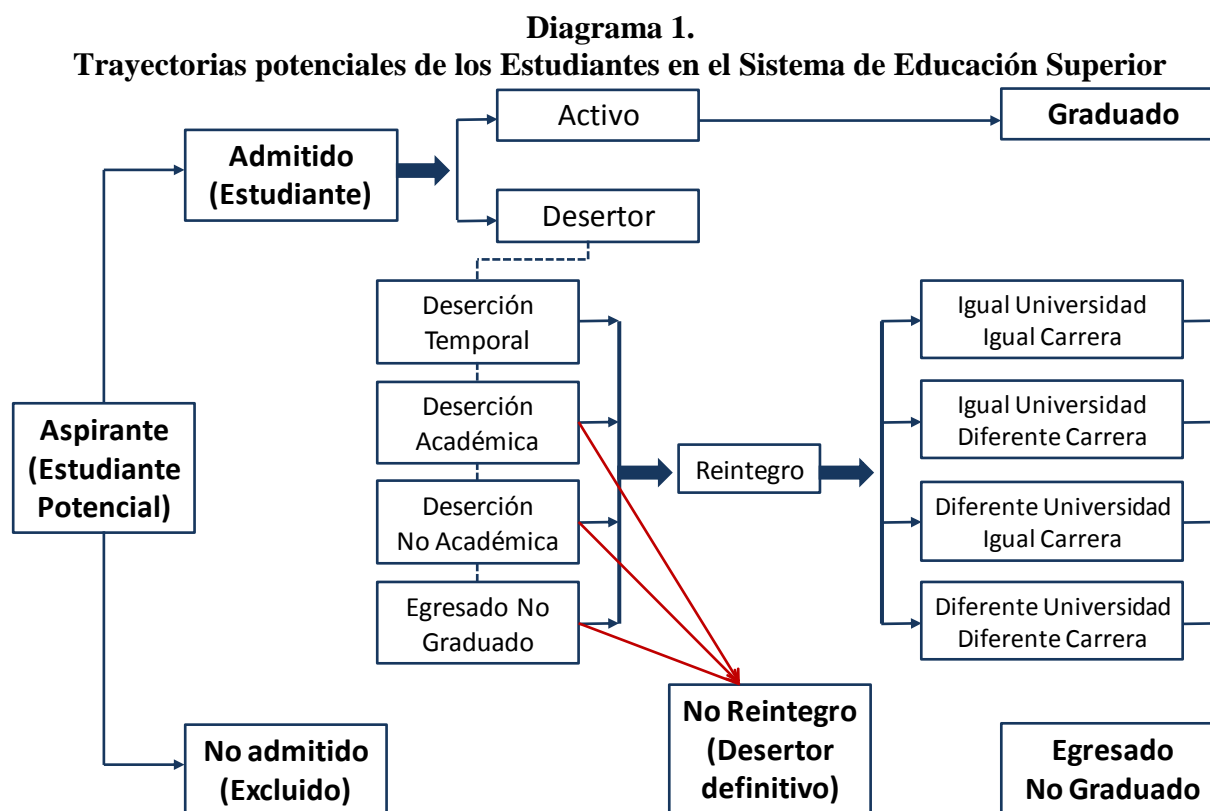 Diagrama 1.
Trayectorias potenciales de los Estudiantes en el Sistema de Educación Superior
Activo
Graduado
Admitido
(Estudiante)
Desertor
Deserción
Temporal
Igual Universidad
Igual Carrera
Deserción
Académica
Igual Universidad
Diferente Carrera
Aspirante
(Estudiante
Potencial)
Reintegro
Deserción
No Académica
Diferente Universidad
Igual Carrera
Egresado No
Graduado
Diferente Universidad
Diferente Carrera
No Reintegro
(Desertor
definitivo)
No admitido
(Excluido)
Egresado
No Graduado